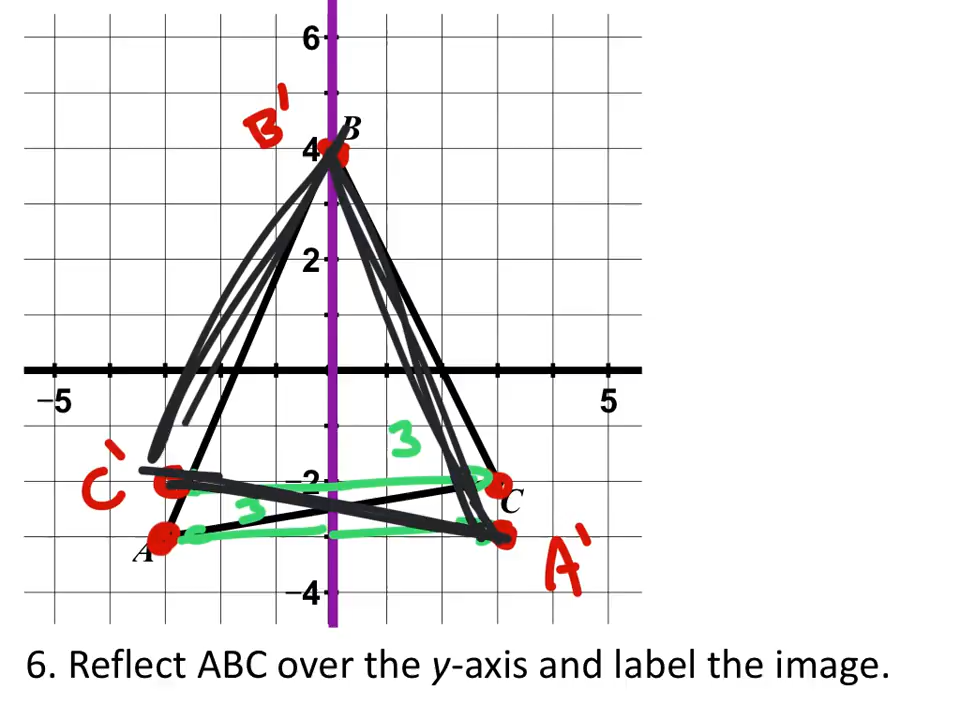 6
B'
B
4
2
−5
5
3
C'
−2
C
3
A
A'
−4
6. Reflect ABC over the y-axis and label the image.